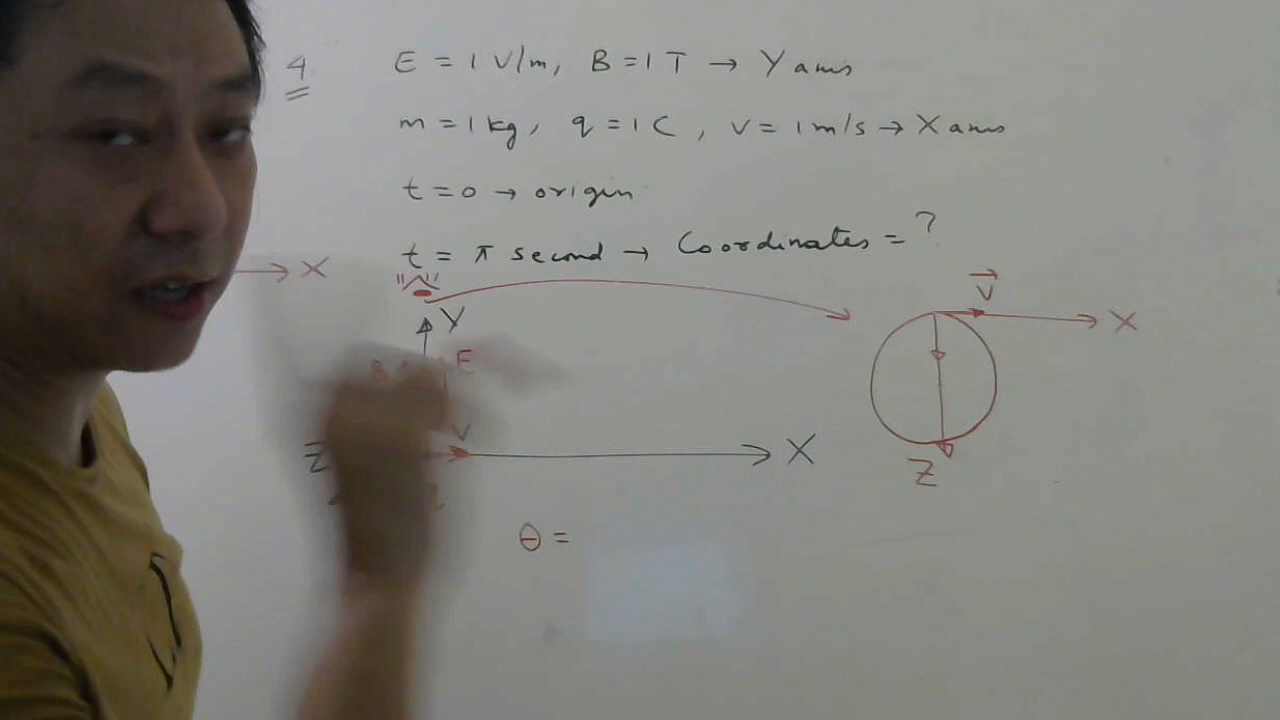 4 E = 1 V/m, B = 1 T → Y axis
m = 1 kg, q = 1 C, v = 1 m/s → X axis
t = 0 → origin
t = π second → Coordinates = ?
X
Y
V
X
B E
V
X
Z
Z
θ =